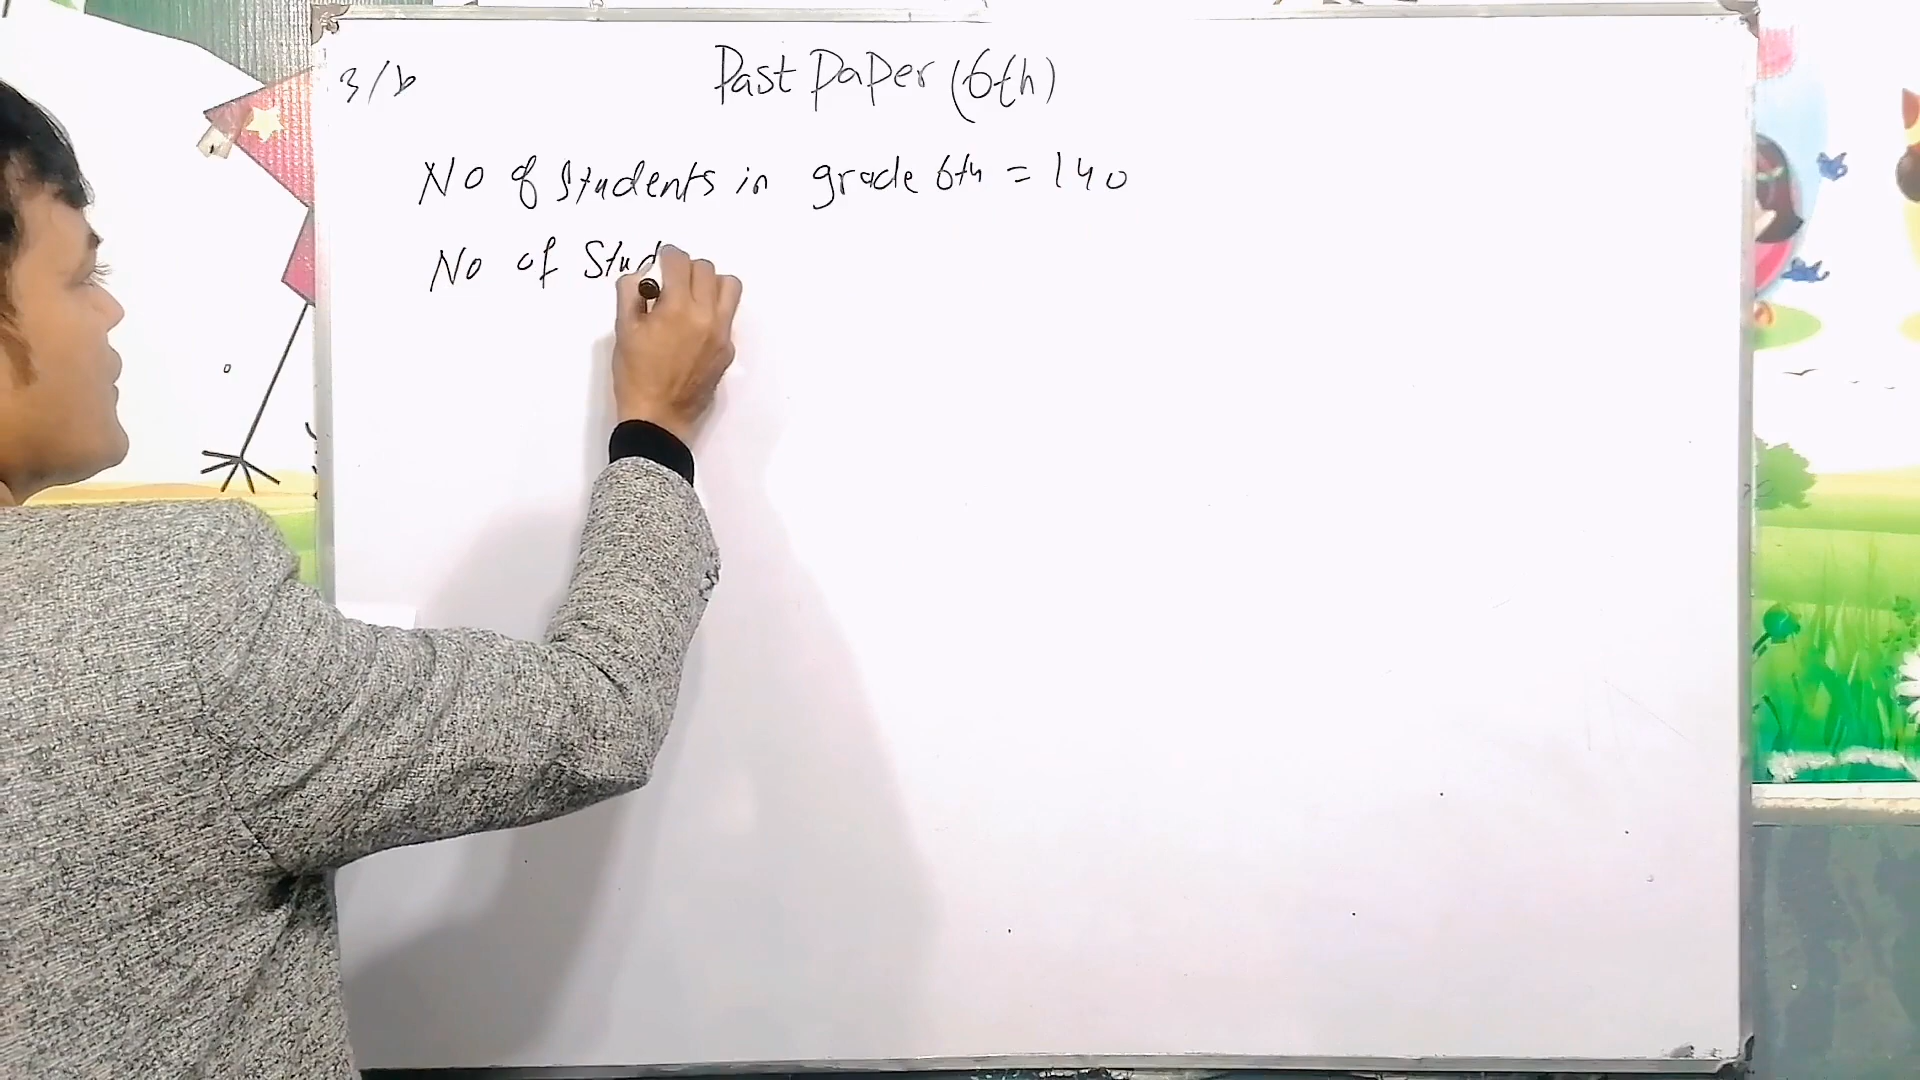 3/b
Past Paper (6th)
No of Students in grade 6th = 140
No of Stud